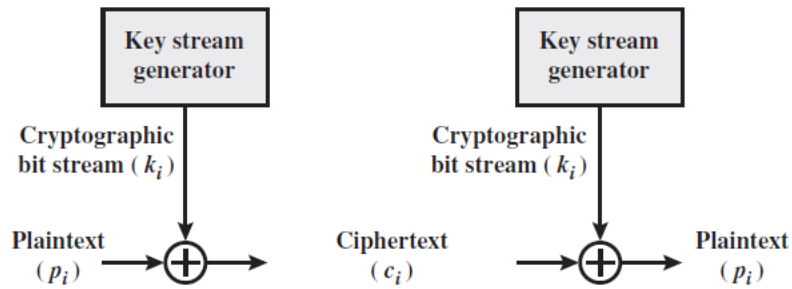 Key stream
generator
Cryptographic
bit stream ( kᵢ )
Plaintext
( pᵢ )
Ciphertext
( cᵢ )
Key stream
generator
Cryptographic
bit stream ( kᵢ )
Plaintext
( pᵢ )